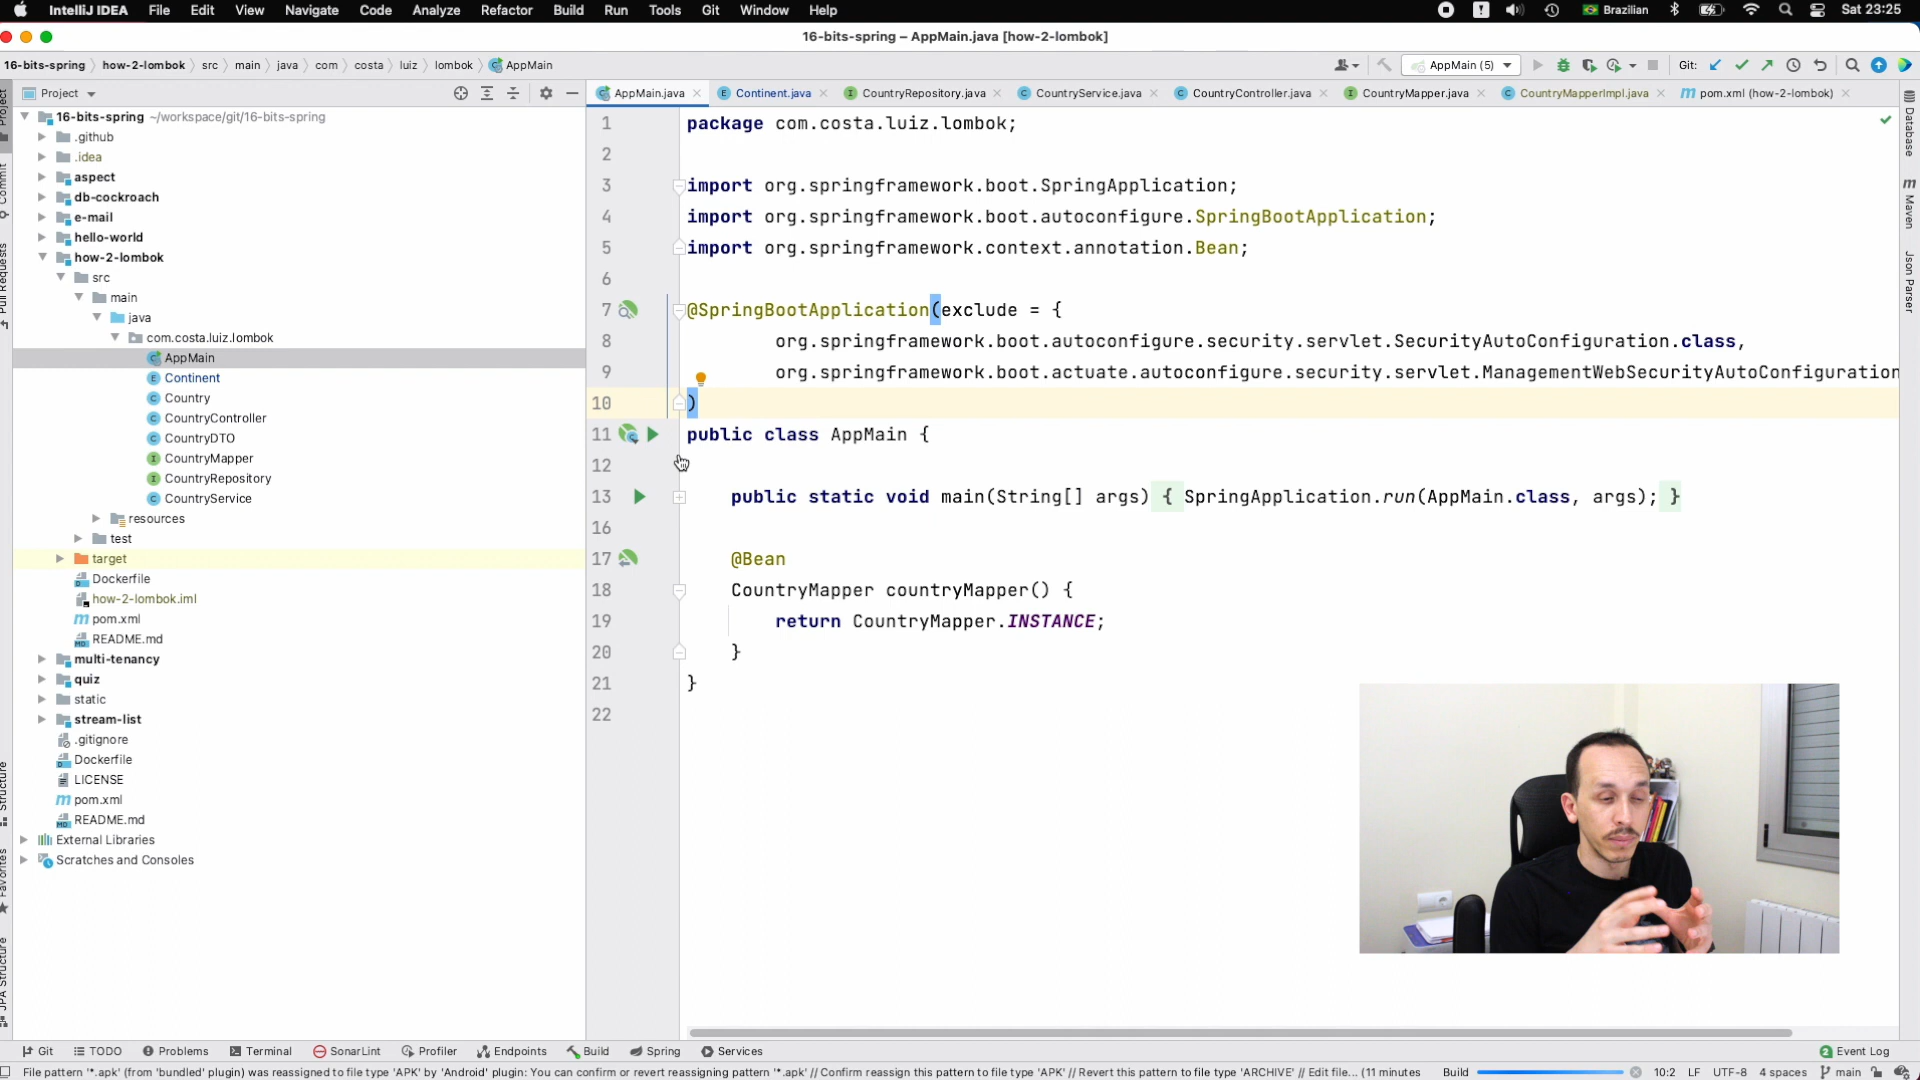 IntelliJ IDEA File Edit View Navigate Code Analyze Refactor Build Run Tools Git Window Help Brazilian Sat 23:25
16-bits-spring – AppMain.java [how-2-lombok]
16-bits-spring how-2-lombok src main java com costa luiz lombok AppMain AppMain (5) Git:
Project AppMain.java Continent.java CountryRepository.java CountryService.java CountryController.java CountryMapper.java CountryMapperImpl.java pom.xml (how-2-lombok)
16-bits-spring ~/workspace/git/16-bits-spring
.github
.idea
aspect
db-cockroach
e-mail
hello-world
how-2-lombok
src
main
java
com.costa.luiz.lombok
AppMain
Continent
Country
CountryController
CountryDTO
CountryMapper
CountryRepository
CountryService
resources
test
target
Dockerfile
how-2-lombok.iml
pom.xml
README.md
multi-tenancy
quiz
static
stream-list
.gitignore
Dockerfile
LICENSE
pom.xml
README.md
External Libraries
Scratches and Consoles
1 package com.costa.luiz.lombok;
2
3 import org.springframework.boot.SpringApplication;
4 import org.springframework.boot.autoconfigure.SpringBootApplication;
5 import org.springframework.context.annotation.Bean;
6
7 @SpringBootApplication(exclude = {
8 org.springframework.boot.autoconfigure.security.servlet.SecurityAutoConfiguration.class,
9 org.springframework.boot.actuate.autoconfigure.security.servlet.ManagementWebSecurityAutoConfiguration
10 )
11 public class AppMain {
12
13 public static void main(String[] args) { SpringApplication.run(AppMain.class, args); }
16
17 @Bean
18 CountryMapper countryMapper() {
19 return CountryMapper.INSTANCE;
20 }
21 }
22
Project
Commit
Pull Requests
Structure
Favorites
JPA Structure
Database
Maven
Json Parser
Git TODO Problems Terminal SonarLint Profiler Endpoints Build Spring Services 2 Event Log
File pattern '*.apk' (from 'bundled' plugin) was reassigned to file type 'APK' by 'Android' plugin: You can confirm or revert reassigning pattern '*.apk' // Confirm reassign this pattern to file type 'APK' // Revert this pattern to file type 'ARCHIVE' // Edit file... (11 minutes Build 10:2 LF UTF-8 4 spaces main